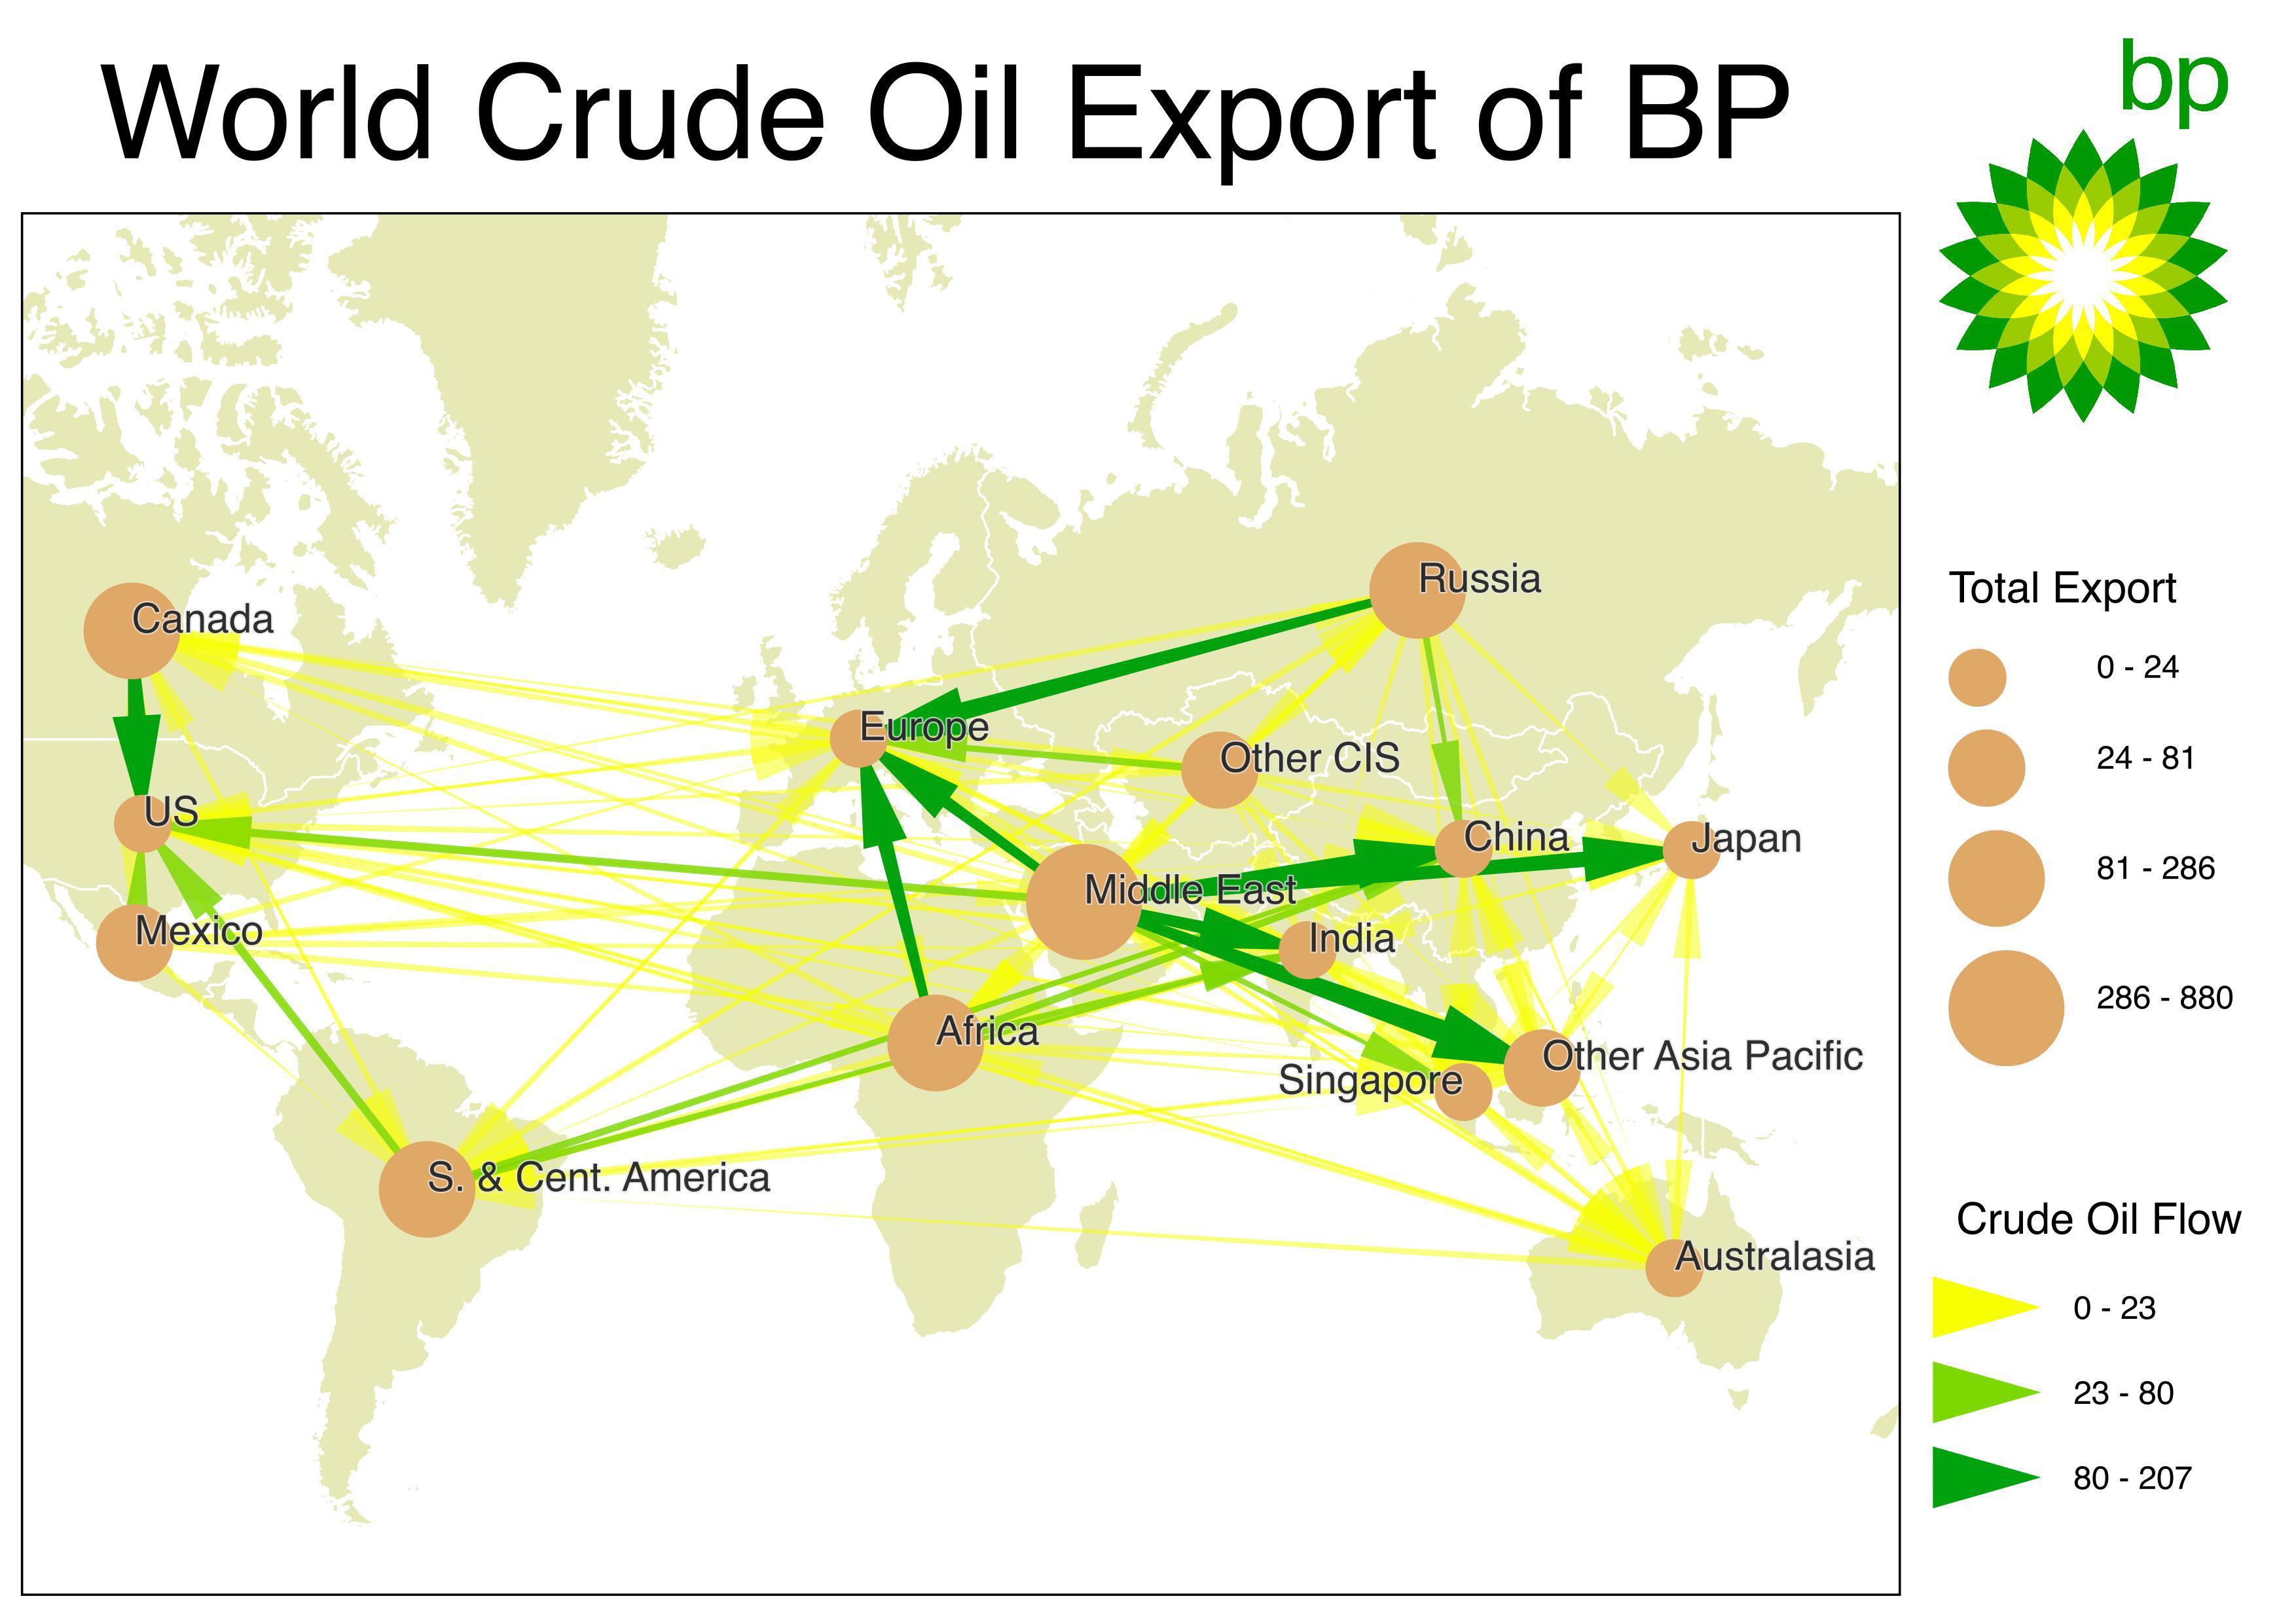 World Crude Oil Export of BP
bp
Russia
Canada
Europe
Other CIS
US
China
Japan
Middle East
Mexico
India
Africa
Other Asia Pacific
Singapore
S. & Cent. America
Australasia
Total Export
0 - 24
24 - 81
81 - 286
286 - 880
Crude Oil Flow
0 - 23
23 - 80
80 - 207